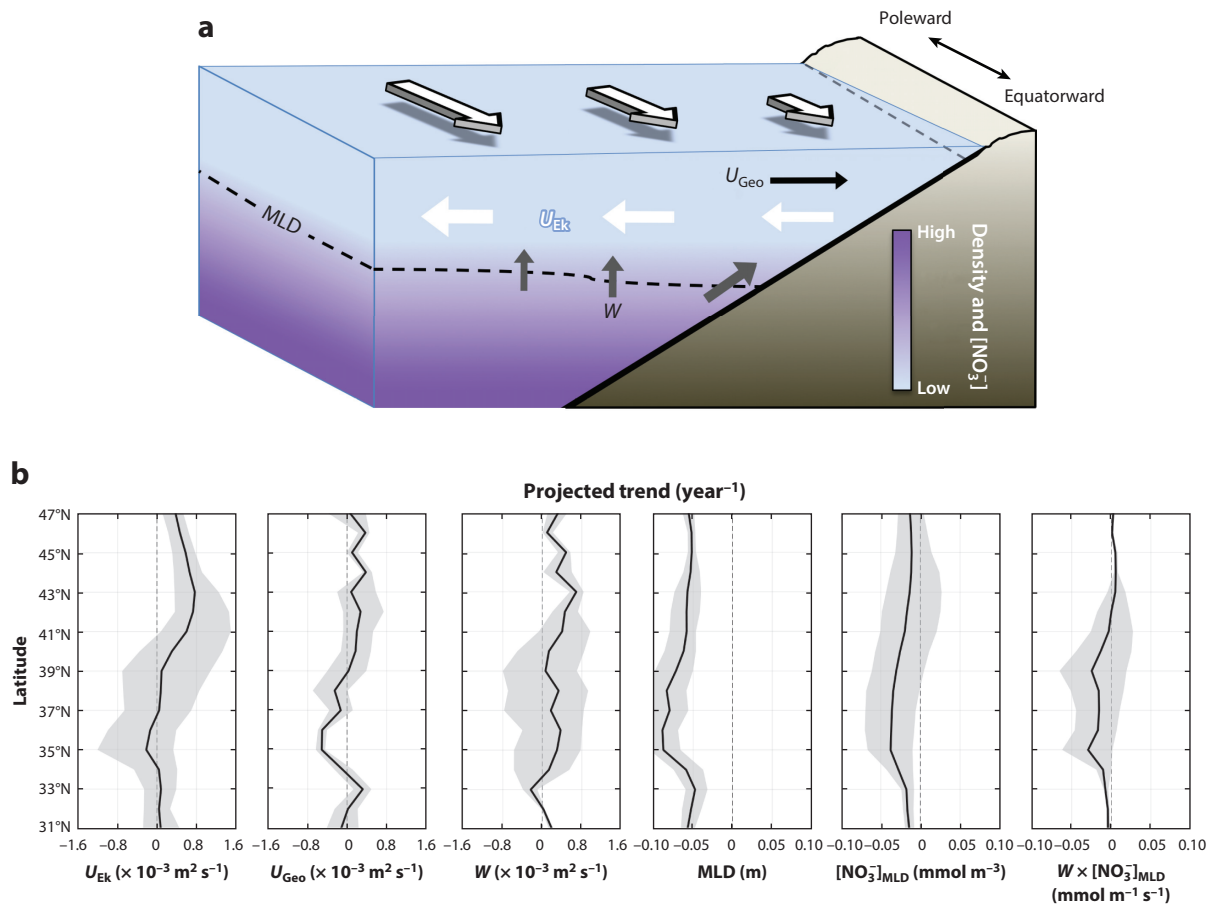 a
Poleward
Equatorward
U_Geo
MLD
U_Ek
W
High
Low
Density and [NO₃⁻]
b
Projected trend (year⁻¹)
Latitude
47°N
45°N
43°N
41°N
39°N
37°N
35°N
33°N
31°N
−1.6 −0.8 0 0.8 1.6
−1.6 −0.8 0 0.8 1.6
−1.6 −0.8 0 0.8 1.6
−0.10 −0.05 0 0.05 0.10
−0.10 −0.05 0 0.05 0.10
−0.10 −0.05 0 0.05 0.10
U_Ek (× 10⁻³ m² s⁻¹)
U_Geo (× 10⁻³ m² s⁻¹)
W (× 10⁻³ m² s⁻¹)
MLD (m)
[NO₃⁻]_MLD (mmol m⁻³)
W × [NO₃⁻]_MLD
(mmol m⁻¹ s⁻¹)